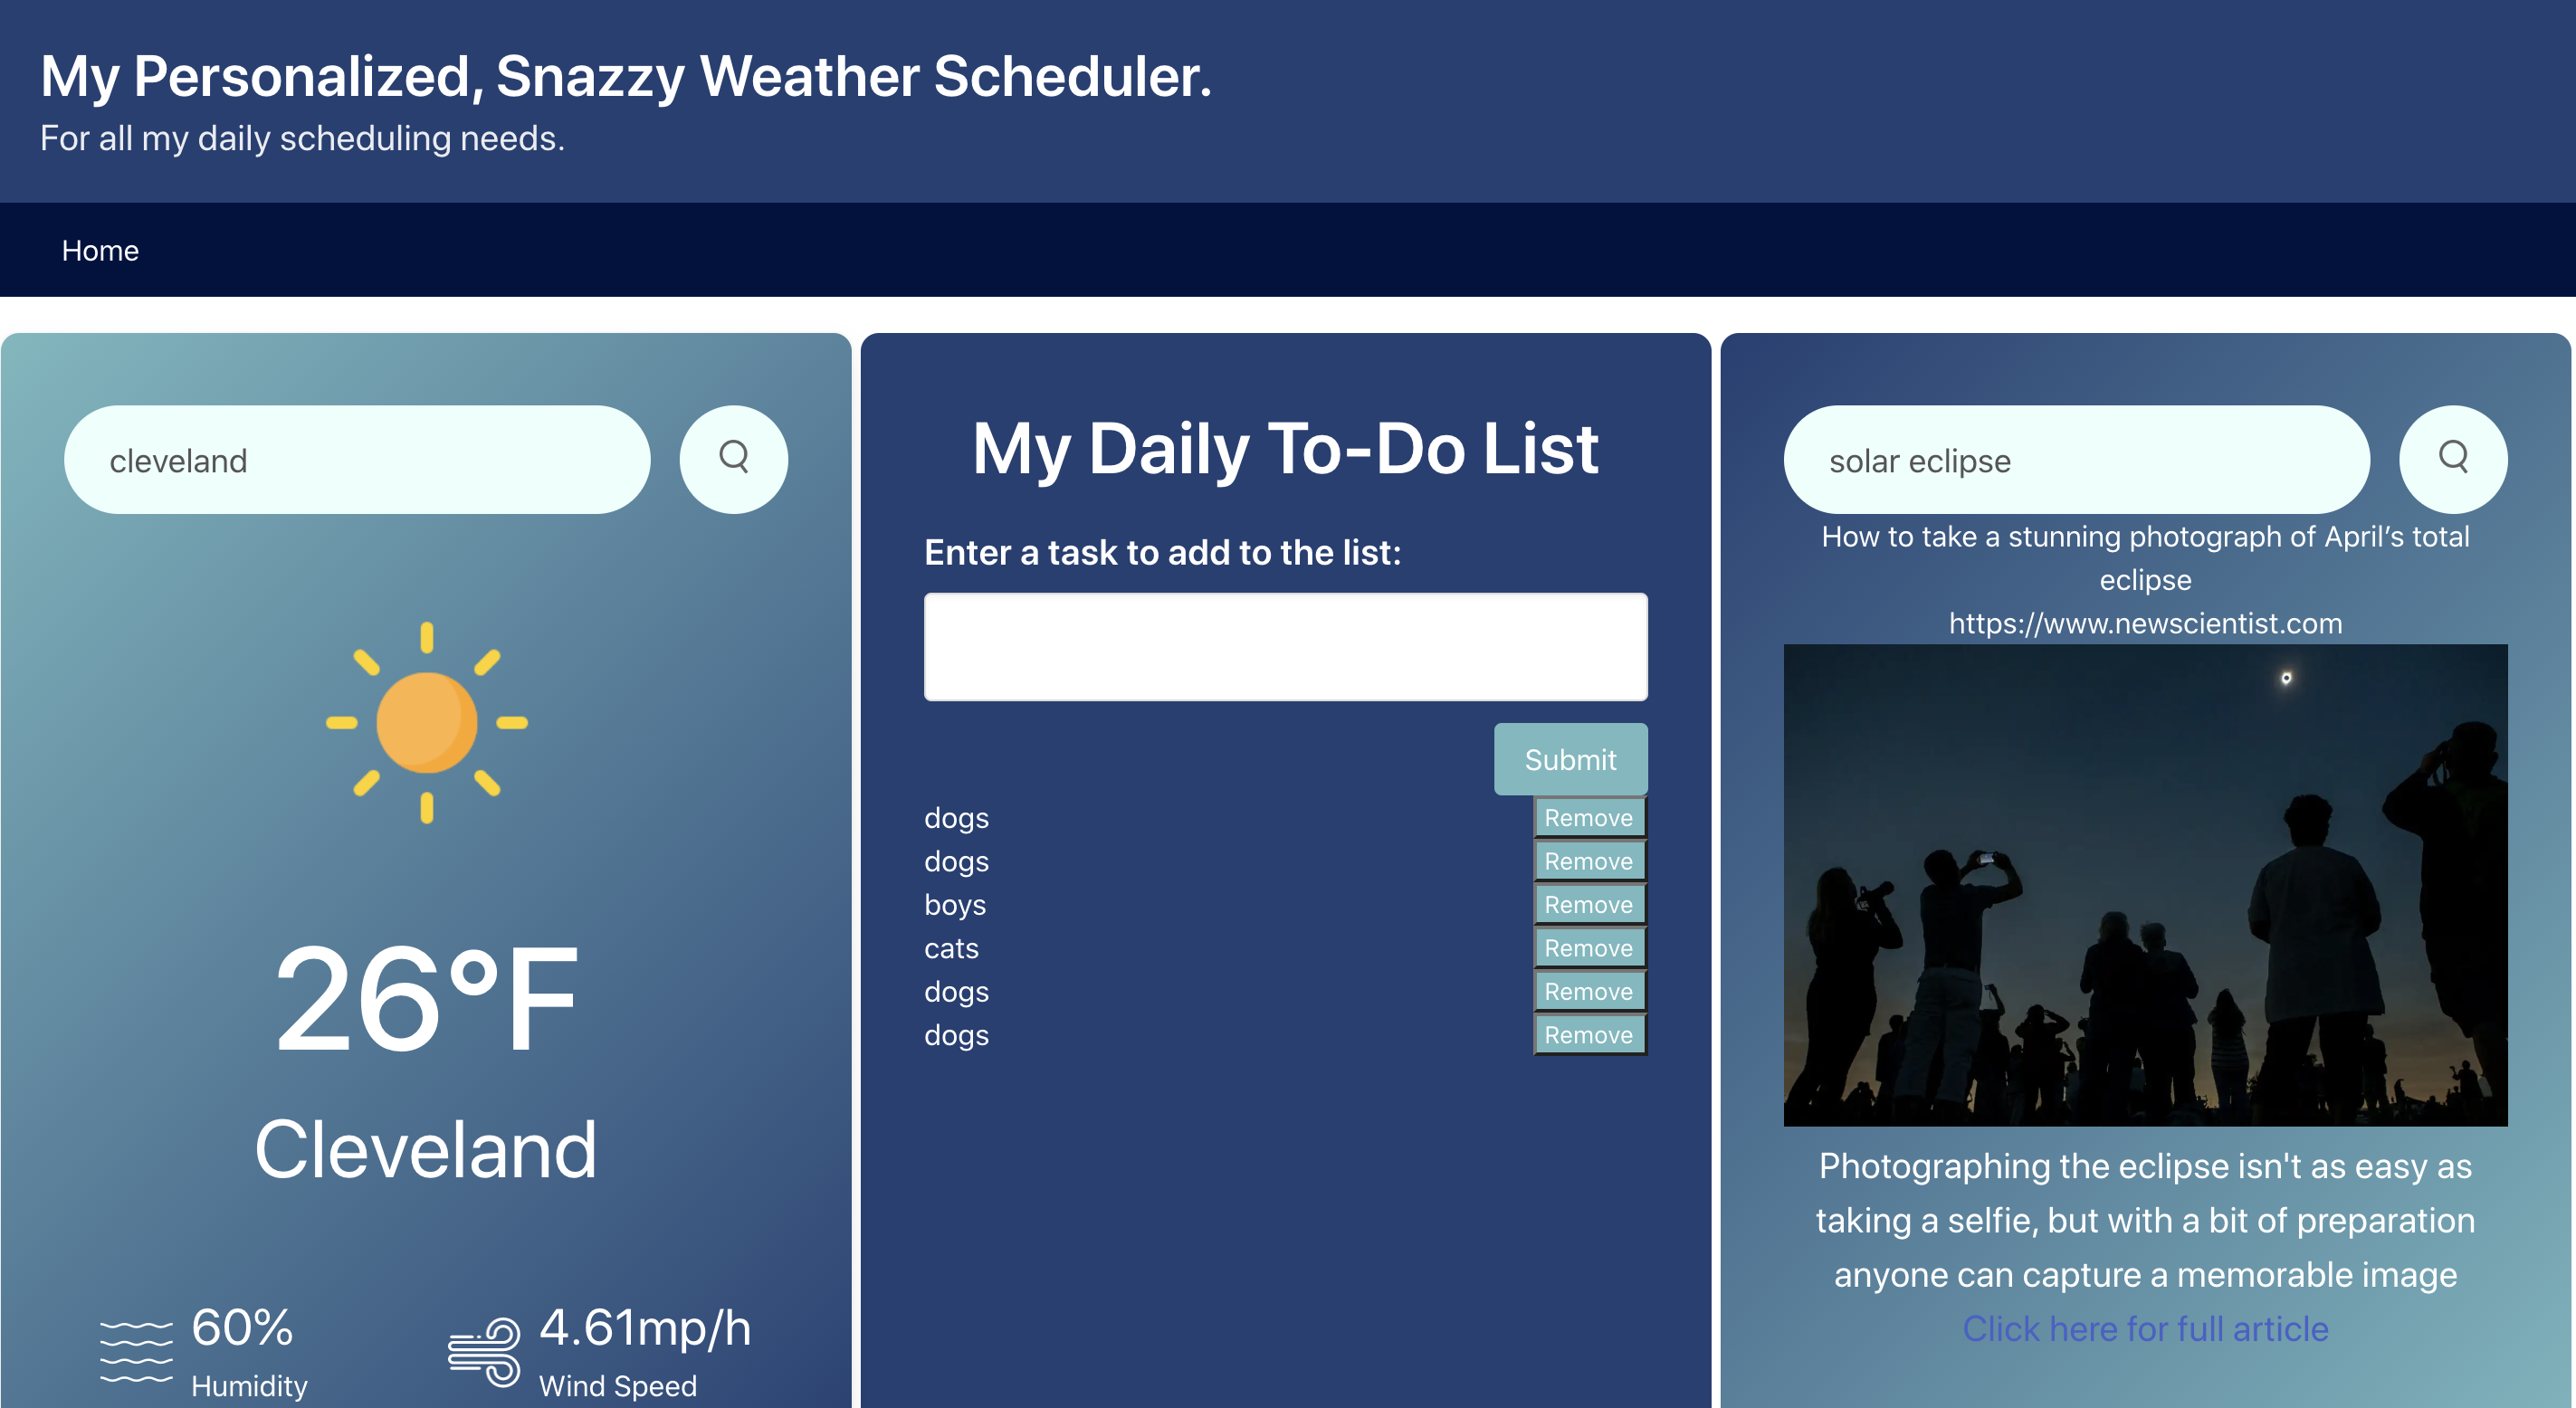 My Personalized, Snazzy Weather Scheduler.
For all my daily scheduling needs.
Home
cleveland
26°F
Cleveland
60%
Humidity
4.61mp/h
Wind Speed
My Daily To-Do List
Enter a task to add to the list:
Submit
dogs Remove
dogs Remove
boys Remove
cats Remove
dogs Remove
dogs Remove
solar eclipse
How to take a stunning photograph of April’s total
eclipse
https://www.newscientist.com
Photographing the eclipse isn't as easy as
taking a selfie, but with a bit of preparation
anyone can capture a memorable image
Click here for full article